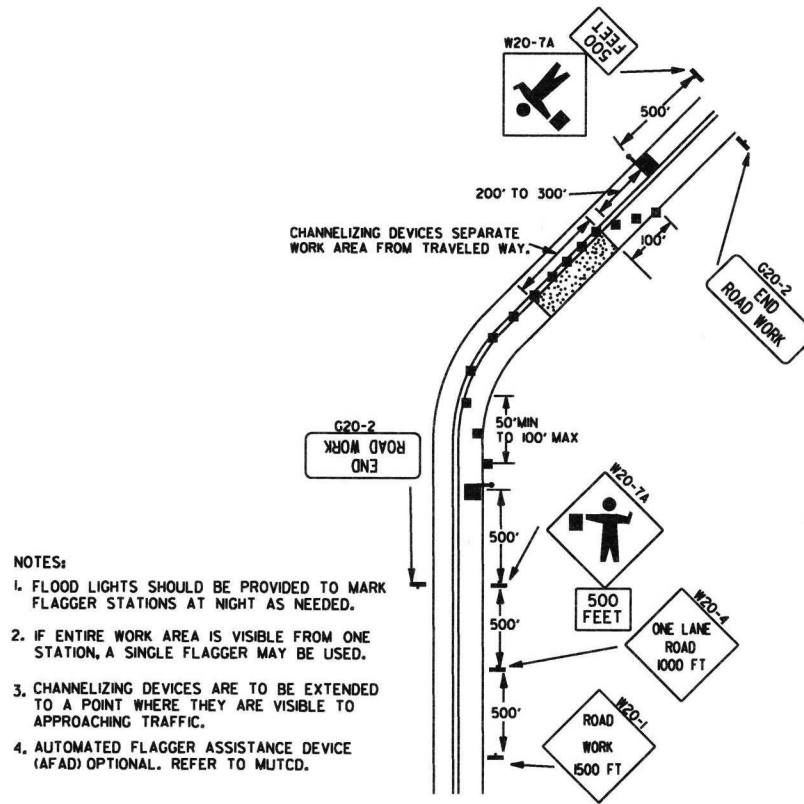 W20-7A
500
FEET
500'
200' TO 300'
CHANNELIZING DEVICES SEPARATE
WORK AREA FROM TRAVELED WAY.
100'
G20-2
END
ROAD WORK
50'MIN
TO 100' MAX
G20-2
END
ROAD WORK
W20-7A
500'
500
FEET
500'
W20-4
ONE LANE
ROAD
1000 FT
500'
W20-1
ROAD
WORK
1500 FT
NOTES:
1. FLOOD LIGHTS SHOULD BE PROVIDED TO MARK
FLAGGER STATIONS AT NIGHT AS NEEDED.
2. IF ENTIRE WORK AREA IS VISIBLE FROM ONE
STATION, A SINGLE FLAGGER MAY BE USED.
3. CHANNELIZING DEVICES ARE TO BE EXTENDED
TO A POINT WHERE THEY ARE VISIBLE TO
APPROACHING TRAFFIC.
4. AUTOMATED FLAGGER ASSISTANCE DEVICE
(AFAD) OPTIONAL. REFER TO MUTCD.